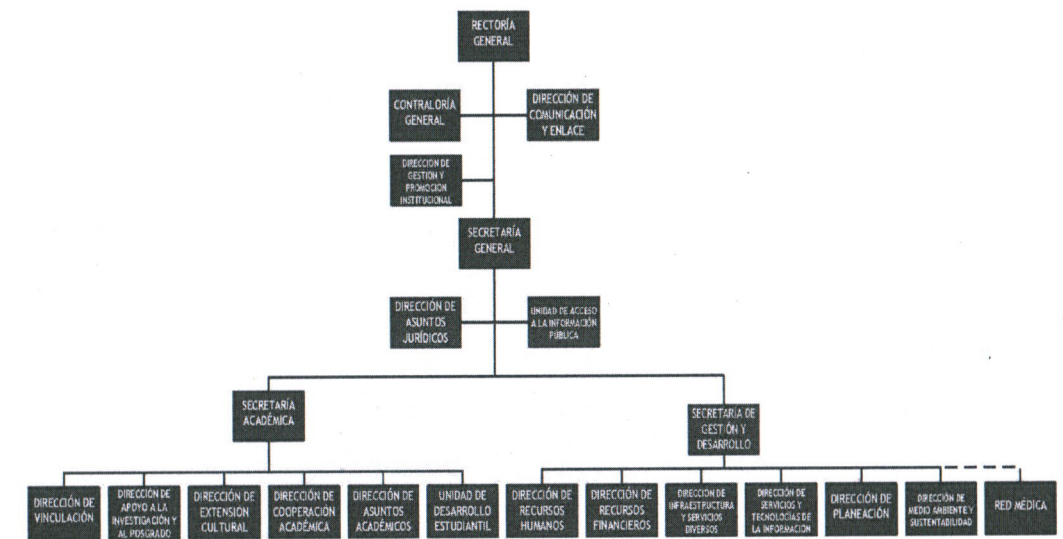 RECTORÍA
GENERAL
CONTRALORÍA
GENERAL
DIRECCIÓN DE
COMUNICACIÓN
Y ENLACE
DIRECCION DE
GESTION Y
PROMOCION
INSTITUCIONAL
SECRETARÍA
GENERAL
DIRECCIÓN DE
ASUNTOS
JURÍDICOS
UNIDAD DE ACCESO
A LA INFORMACIÓN
PÚBLICA
SECRETARÍA
ACADÉMICA
SECRETARÍA DE
GESTIÓN Y
DESARROLLO
DIRECCIÓN DE
VINCULACIÓN
DIRECCIÓN DE
APOYO A LA
INVESTIGACIÓN Y
AL POSGRADO
DIRECCIÓN DE
EXTENSIÓN
CULTURAL
DIRECCIÓN DE
COOPERACIÓN
ACADÉMICA
DIRECCIÓN DE
ASUNTOS
ACADÉMICOS
UNIDAD DE
DESARROLLO
ESTUDIANTIL
DIRECCIÓN DE
RECURSOS
HUMANOS
DIRECCIÓN DE
RECURSOS
FINANCIEROS
DIRECCIÓN DE
INFRAESTRUCTURA
Y SERVICIOS
DIVERSOS
DIRECCIÓN DE
SERVICIOS Y
TECNOLOGÍAS DE
LA INFORMACIÓN
DIRECCIÓN DE
PLANEACIÓN
DIRECCIÓN DE
MEDIO AMBIENTE Y
SUSTENTABILIDAD
RED MÉDICA